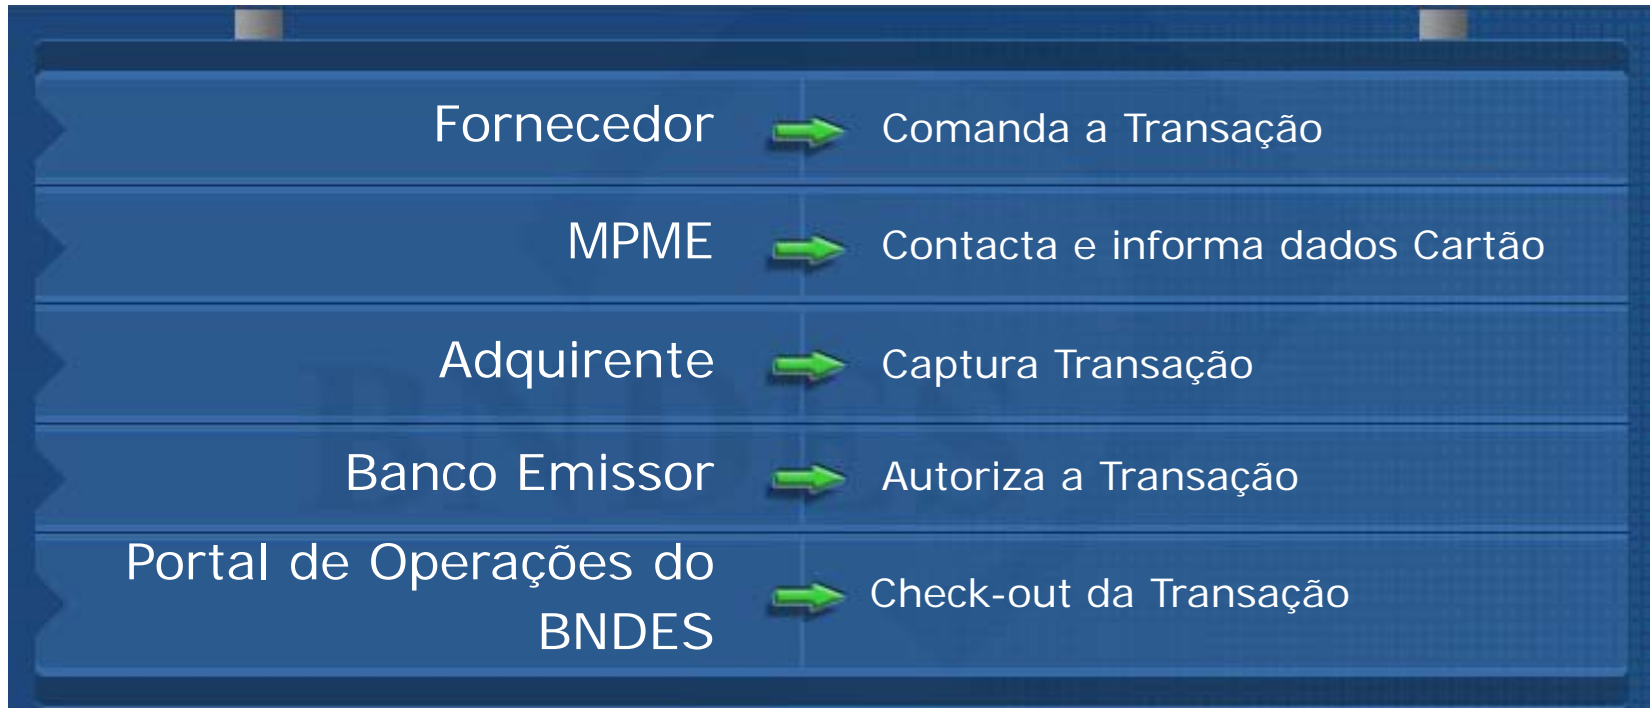 Fornecedor Comanda a Transação
MPME Contacta e informa dados Cartão
Adquirente Captura Transação
Banco Emissor Autoriza a Transação
Portal de Operações do
BNDES Check-out da Transação
BNDES